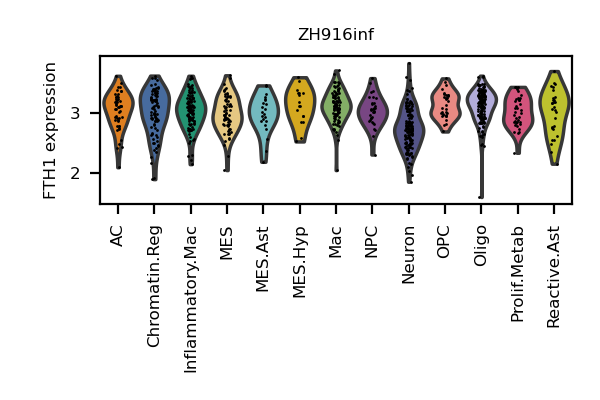 ZH916inf
FTH1 expression
3
2
AC
Chromatin.Reg
Inflammatory.Mac
MES
MES.Ast
MES.Hyp
Mac
NPC
Neuron
OPC
Oligo
Prolif.Metab
Reactive.Ast